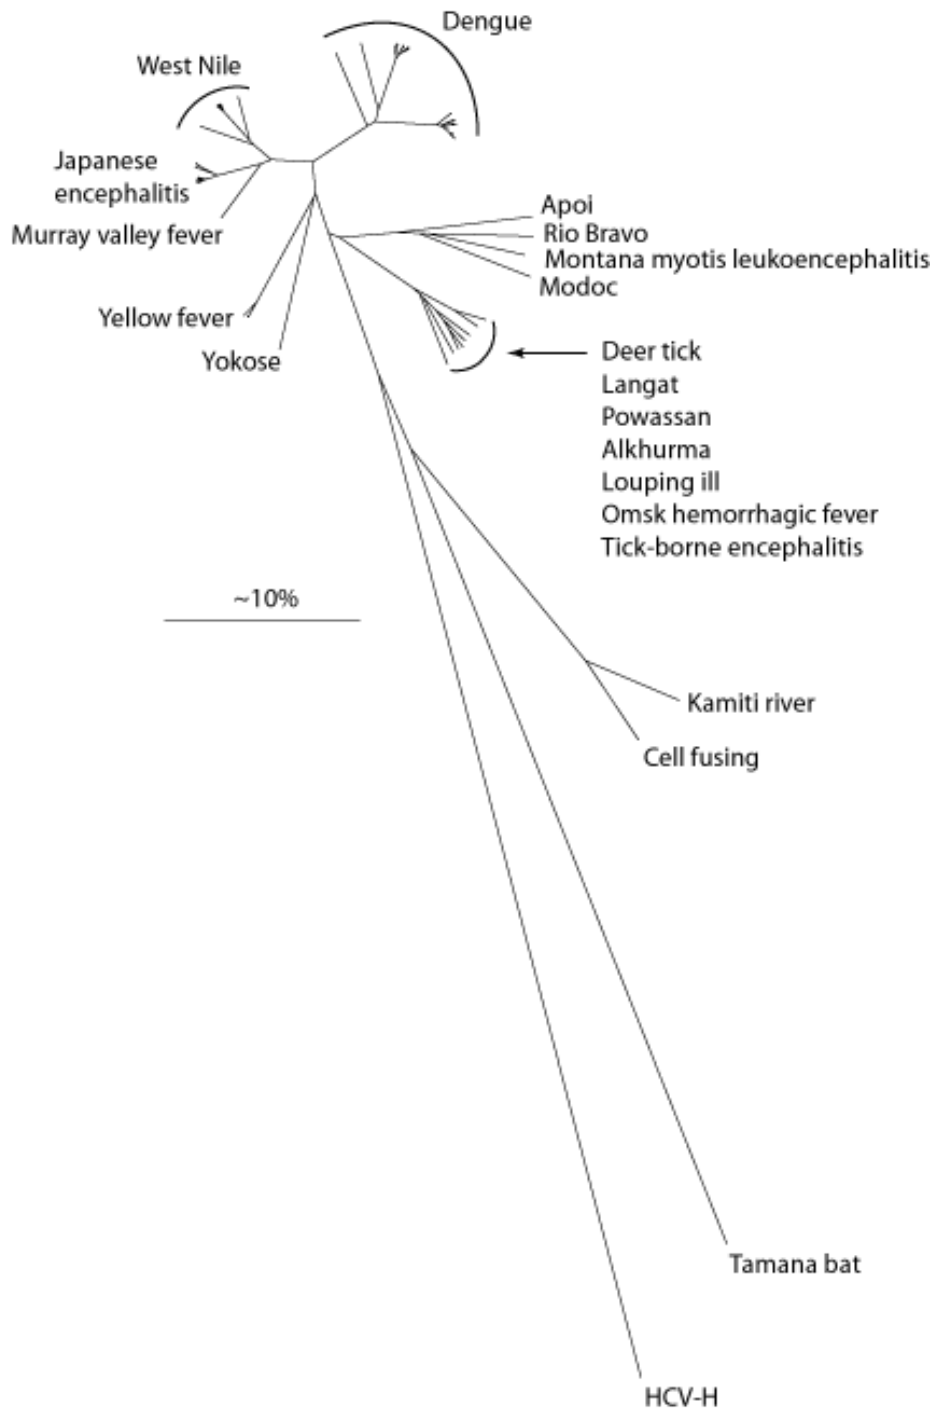 Dengue
West Nile
Japanese
encephalitis
Murray valley fever
Apoi
Rio Bravo
Montana myotis leukoencephalitis
Modoc
Yellow fever
Yokose
Deer tick
Langat
Powassan
Alkhurma
Louping ill
Omsk hemorrhagic fever
Tick-borne encephalitis
~10%
Kamiti river
Cell fusing
Tamana bat
HCV-H